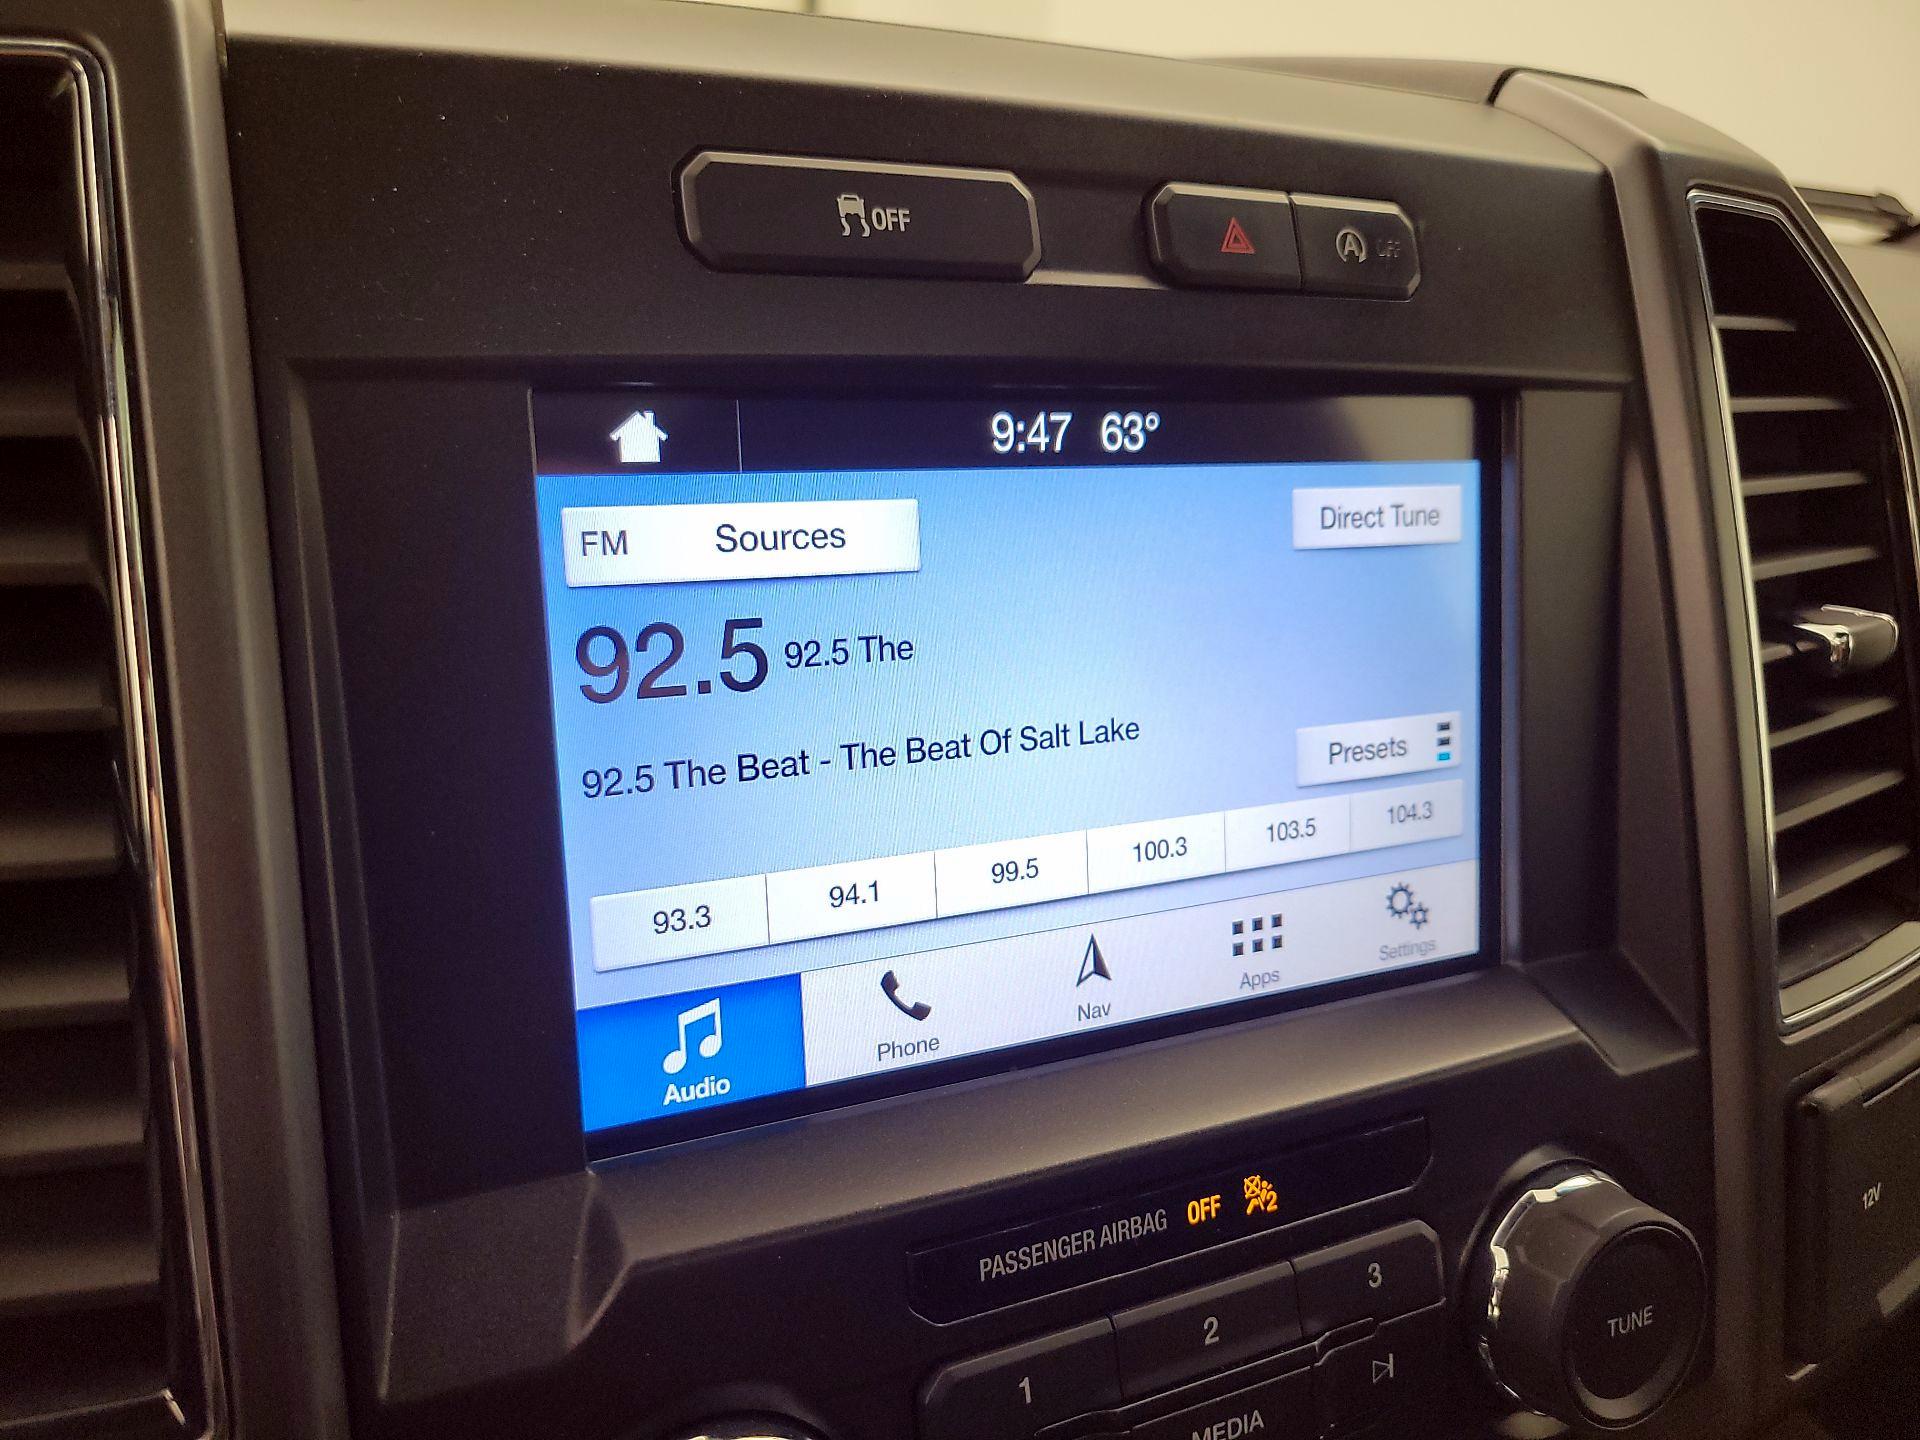 OFF
A OFF
9:47 63°
FM Sources
Direct Tune
92.5 92.5 The
92.5 The Beat - The Beat Of Salt Lake
Presets
93.3 94.1 99.5 100.3 103.5 104.3
Audio Phone Nav Apps Settings
PASSENGER AIRBAG OFF 2
12V
1 2 3
TUNE
MEDIA